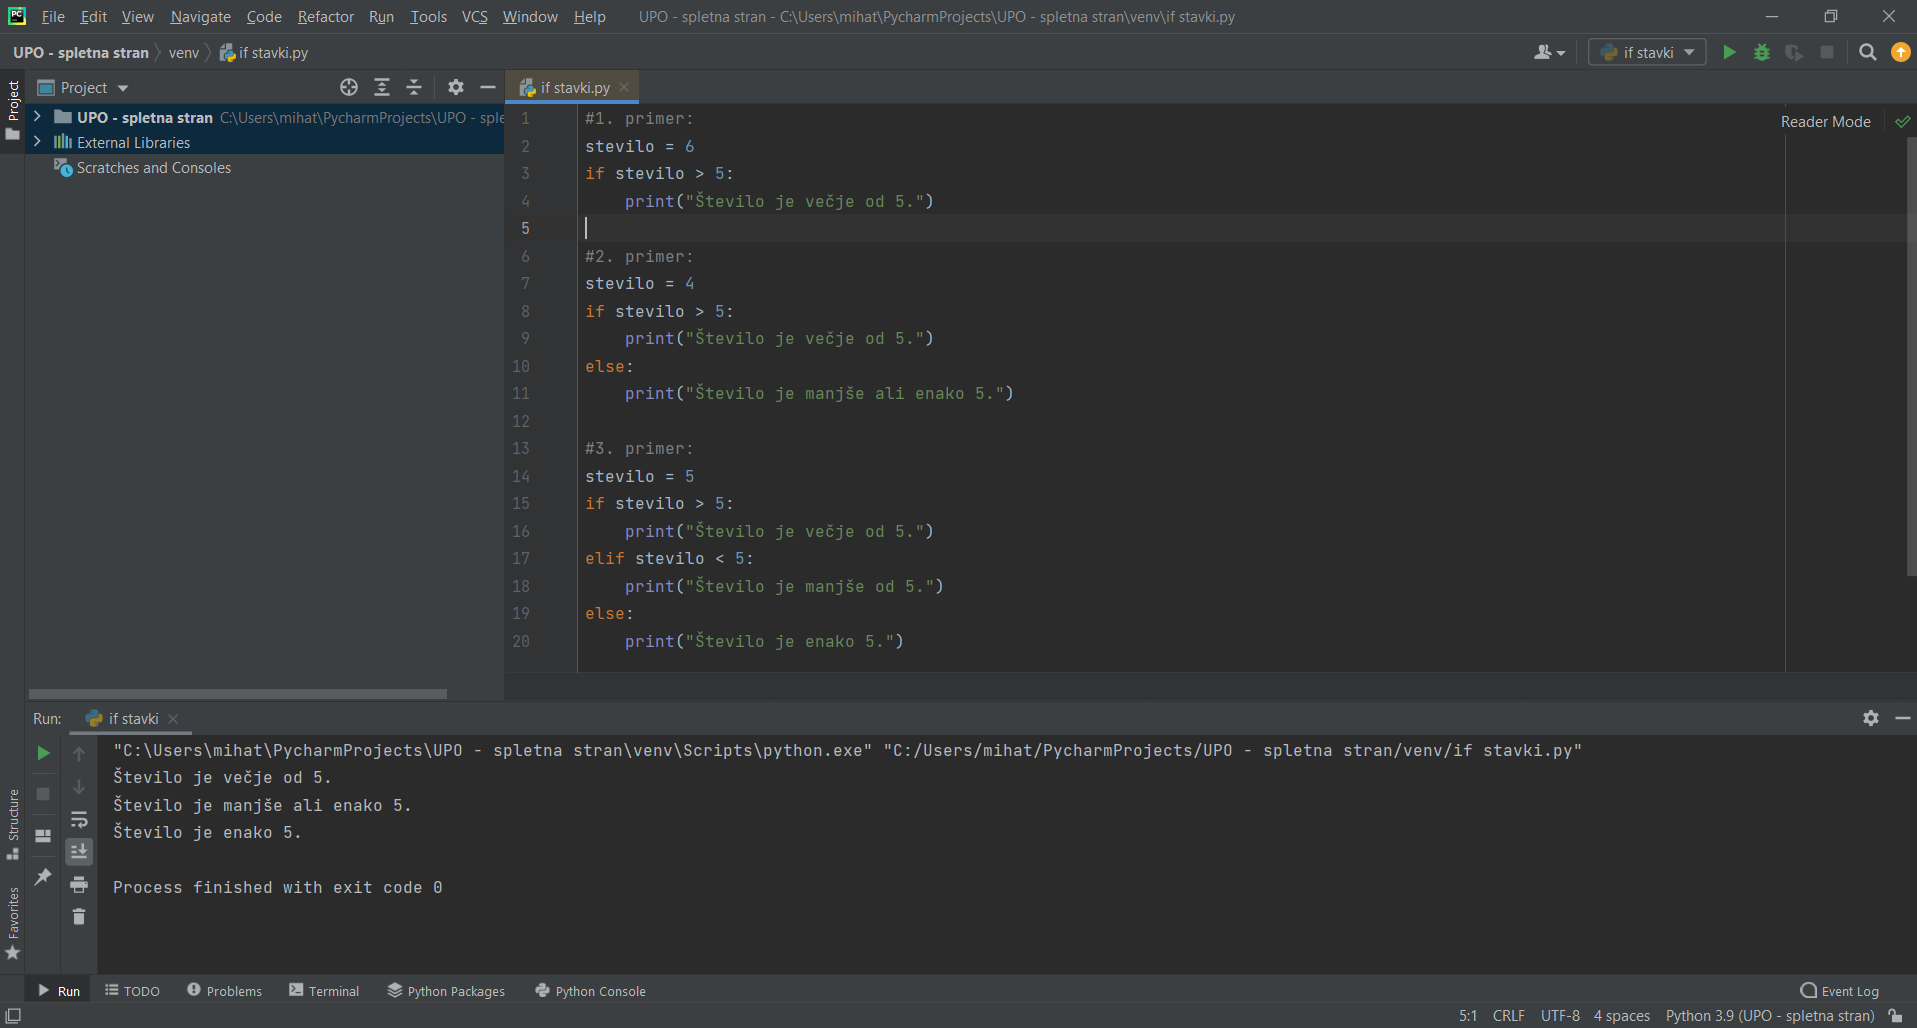 File Edit View Navigate Code Refactor Run Tools VCS Window Help UPO - spletna stran - C:\Users\mihat\PycharmProjects\UPO - spletna stran\venv\if stavki.py
UPO - spletna stran venv if stavki.py if stavki
Project
Project
if stavki.py
UPO - spletna stran C:\Users\mihat\PycharmProjects\UPO - sple
External Libraries
Scratches and Consoles
Reader Mode
1 #1. primer:
2 stevilo = 6
3 if stevilo > 5:
4     print("Število je večje od 5.")
5
6 #2. primer:
7 stevilo = 4
8 if stevilo > 5:
9     print("Število je večje od 5.")
10 else:
11     print("Število je manjše ali enako 5.")
12
13 #3. primer:
14 stevilo = 5
15 if stevilo > 5:
16     print("Število je večje od 5.")
17 elif stevilo < 5:
18     print("Število je manjše od 5.")
19 else:
20     print("Število je enako 5.")
Run: if stavki
"C:\Users\mihat\PycharmProjects\UPO - spletna stran\venv\Scripts\python.exe" "C:/Users/mihat/PycharmProjects/UPO - spletna stran/venv/if stavki.py"
Število je večje od 5.
Število je manjše ali enako 5.
Število je enako 5.
Process finished with exit code 0
Structure
Favorites
Run TODO Problems Terminal Python Packages Python Console Event Log
5:1 CRLF UTF-8 4 spaces Python 3.9 (UPO - spletna stran)